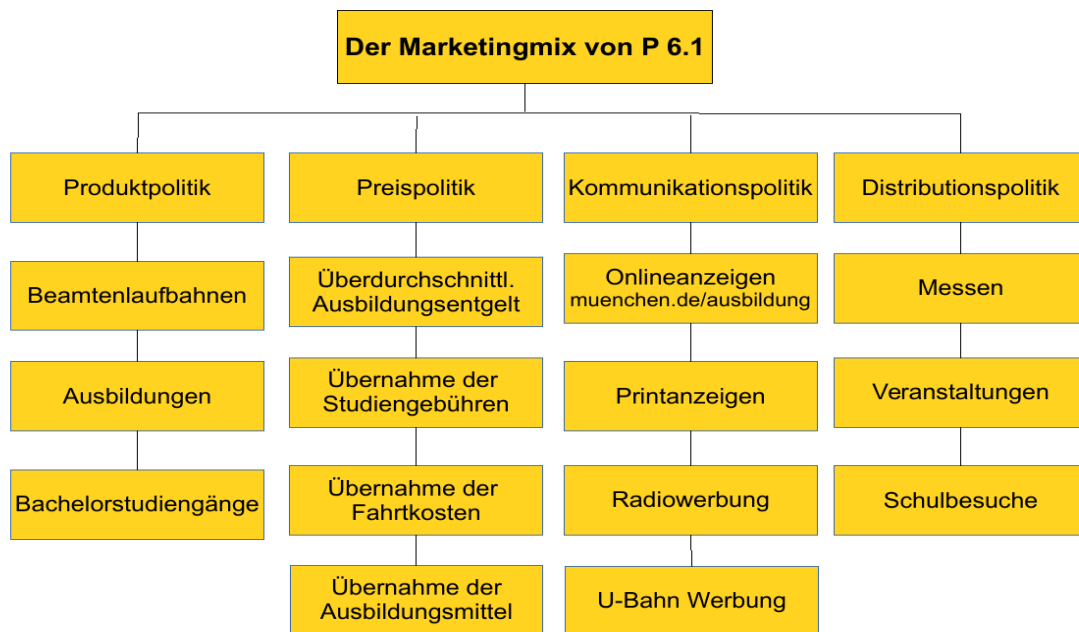 Der Marketingmix von P 6.1
Produktpolitik
Beamtenlaufbahnen
Ausbildungen
Bachelorstudiengänge
Preispolitik
Überdurchschnittl.
Ausbildungsentgelt
Übernahme der
Studiengebühren
Übernahme der
Fahrtkosten
Übernahme der
Ausbildungsmittel
Kommunikationspolitik
Onlineanzeigen
muenchen.de/ausbildung
Printanzeigen
Radiowerbung
U-Bahn Werbung
Distributionspolitik
Messen
Veranstaltungen
Schulbesuche